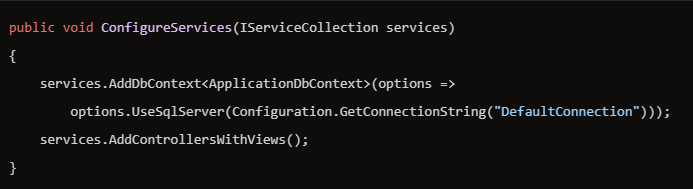 public void ConfigureServices(IServiceCollection services)
{
    services.AddDbContext<ApplicationDbContext>(options =>
        options.UseSqlServer(Configuration.GetConnectionString("DefaultConnection")));
    services.AddControllersWithViews();
}